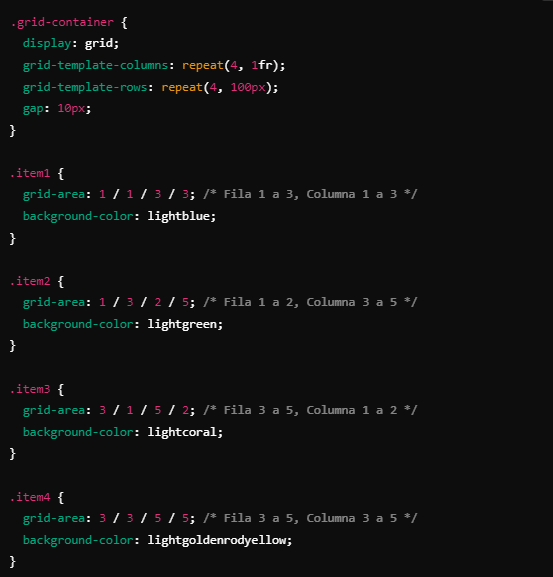 .grid-container {
  display: grid;
  grid-template-columns: repeat(4, 1fr);
  grid-template-rows: repeat(4, 100px);
  gap: 10px;
}

.item1 {
  grid-area: 1 / 1 / 3 / 3; /* Fila 1 a 3, Columna 1 a 3 */
  background-color: lightblue;
}

.item2 {
  grid-area: 1 / 3 / 2 / 5; /* Fila 1 a 2, Columna 3 a 5 */
  background-color: lightgreen;
}

.item3 {
  grid-area: 3 / 1 / 5 / 2; /* Fila 3 a 5, Columna 1 a 2 */
  background-color: lightcoral;
}

.item4 {
  grid-area: 3 / 3 / 5 / 5; /* Fila 3 a 5, Columna 3 a 5 */
  background-color: lightgoldenrodyellow;
}